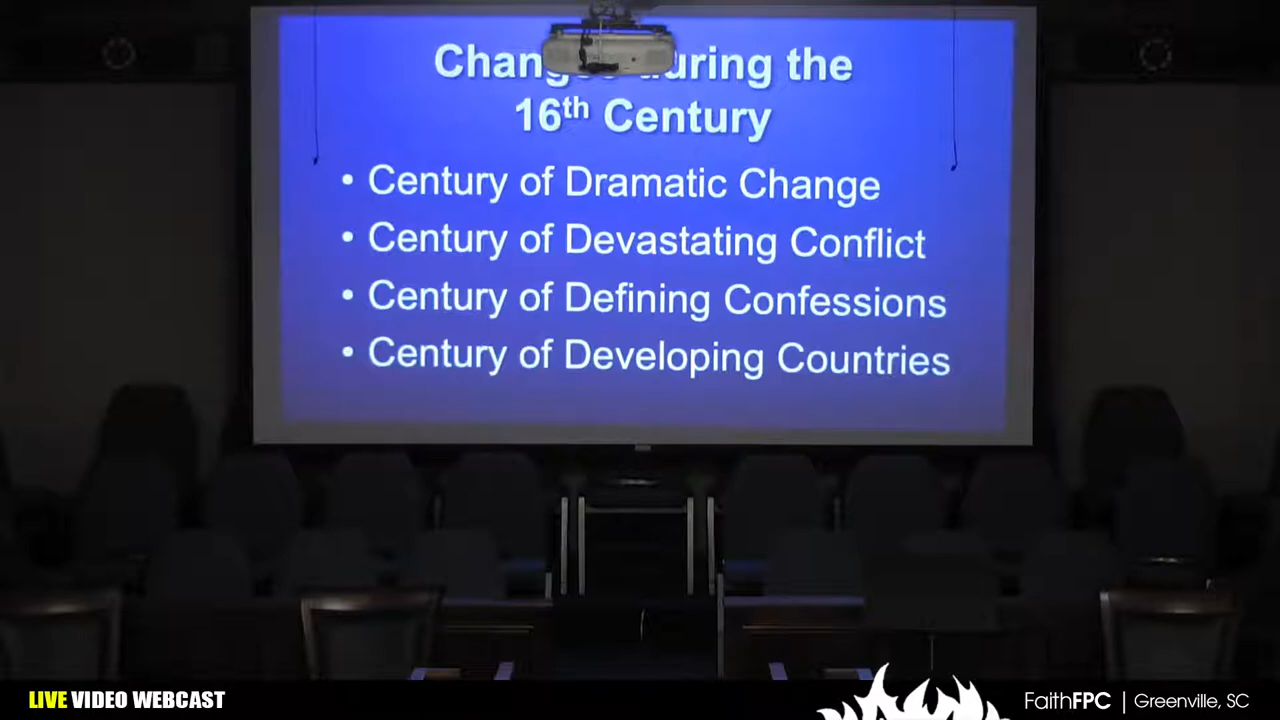 Changes during the
16th Century
• Century of Dramatic Change
• Century of Devastating Conflict
• Century of Defining Confessions
• Century of Developing Countries
LIVE VIDEO WEBCAST
FaithFPC | Greenville, SC